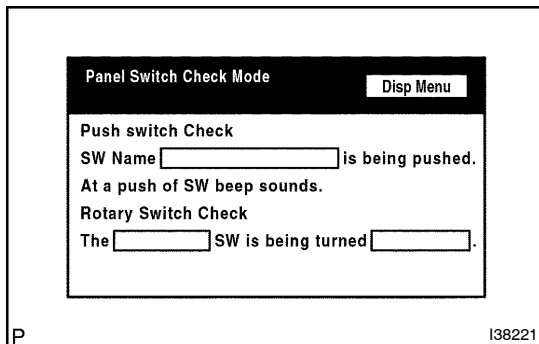 Panel Switch Check Mode
Disp Menu
Push switch Check
SW Name is being pushed.
At a push of SW beep sounds.
Rotary Switch Check
The SW is being turned .
P
I38221